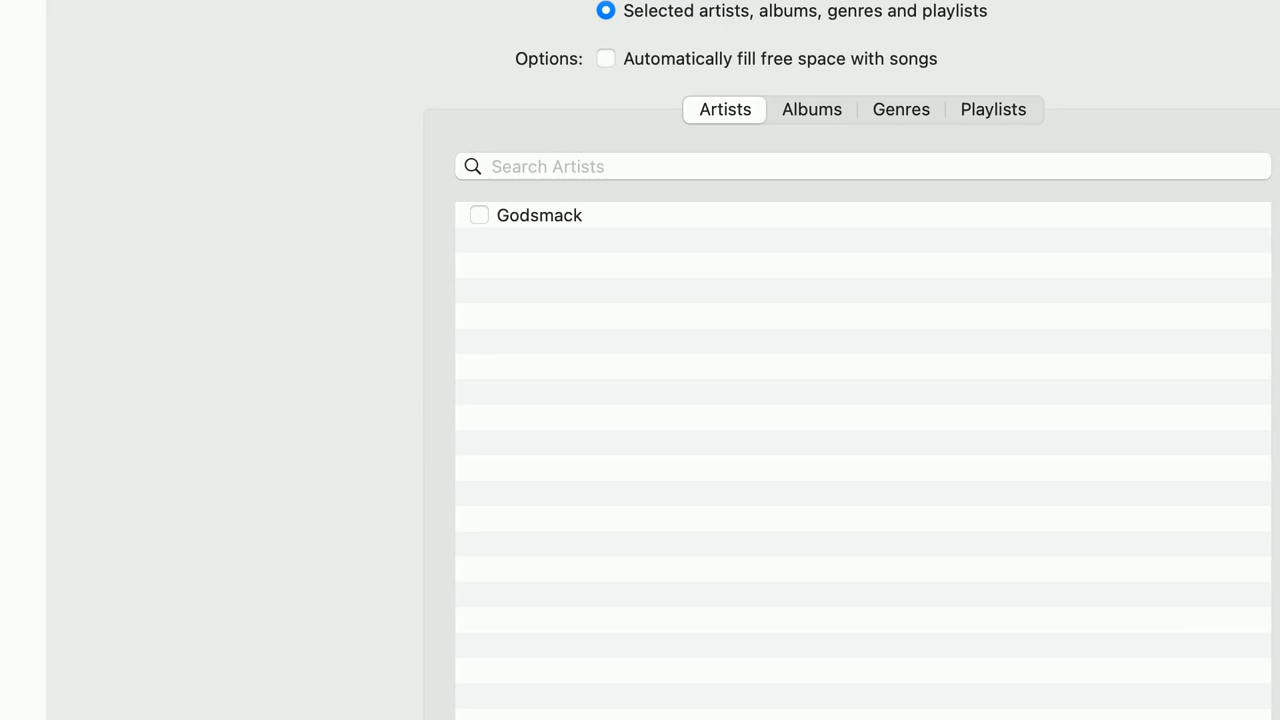 Selected artists, albums, genres and playlists
Options: Automatically fill free space with songs
Artists Albums Genres Playlists
Search Artists
Godsmack